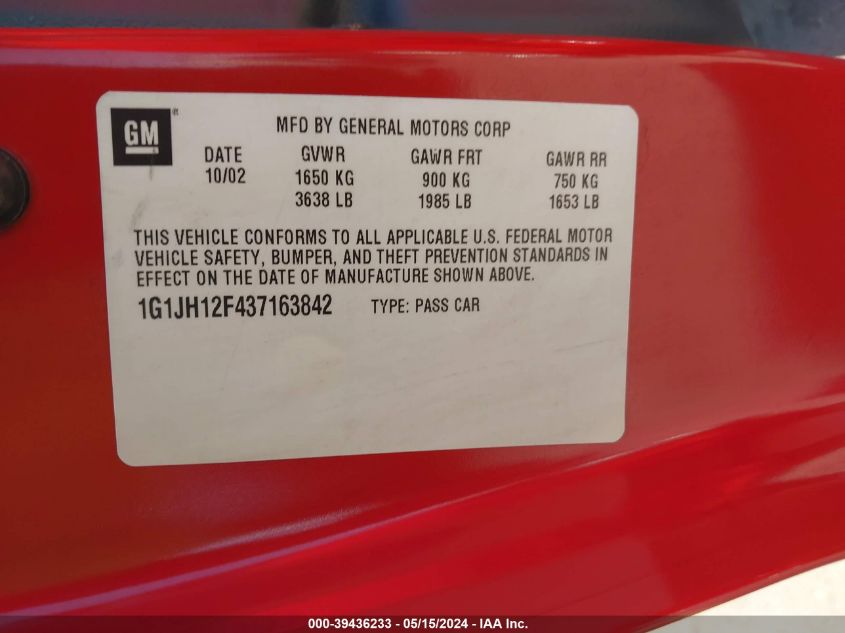 GM
MFD BY GENERAL MOTORS CORP
DATE GVWR GAWR FRT GAWR RR
10/02 1650 KG 900 KG 750 KG
3638 LB 1985 LB 1653 LB
THIS VEHICLE CONFORMS TO ALL APPLICABLE U.S. FEDERAL MOTOR
VEHICLE SAFETY, BUMPER, AND THEFT PREVENTION STANDARDS IN
EFFECT ON THE DATE OF MANUFACTURE SHOWN ABOVE.
1G1JH12F437163842 TYPE: PASS CAR
000-39436233 - 05/15/2024 - IAA Inc.